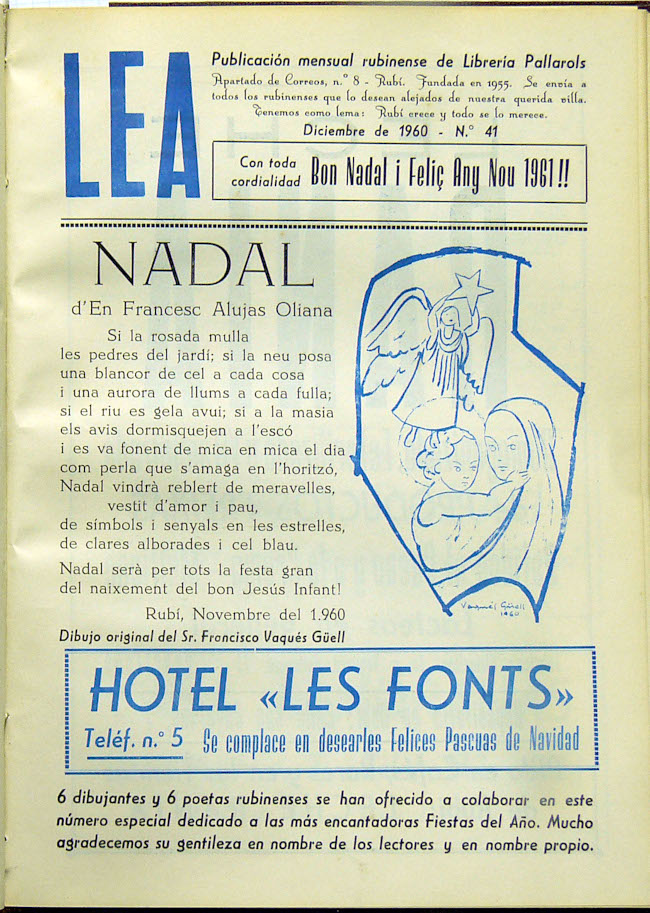 LEA
Publicación mensual rubinense de Librería Pallarols
Apartado de Correos, n.º 8 - Rubí. Fundada en 1955. Se envía a
todos los rubinenses que lo desean alejados de nuestra querida villa.
Tenemos como lema: Rubí crece y todo se lo merece.
Diciembre de 1960 - N.º 41
Con toda
cordialidad
Bon Nadal i Feliç Any Nou 1961!!
NADAL
d'En Francesc Alujas Oliana
Si la rosada mulla
les pedres del jardí; si la neu posa
una blancor de cel a cada cosa
i una aurora de llums a cada fulla;
si el riu es gela avui; si a la masia
els avis dormisquejen a l'escó
i es va fonent de mica en mica el dia
com perla que s'amaga en l'horitzó,
Nadal vindrà reblert de meravelles,
vestit d'amor i pau,
de símbols i senyals en les estrelles,
de clares alborades i cel blau.
Nadal serà per tots la festa gran
del naixement del bon Jesús Infant!
Rubí, Novembre del 1.960
Vaqués Güell
1960
Dibujo original del Sr. Francisco Vaqués Güell
HOTEL «LES FONTS»
Teléf. n.º 5 Se complace en desearles Felices Pascuas de Navidad
6 dibujantes y 6 poetas rubinenses se han ofrecido a colaborar en este
número especial dedicado a las más encantadoras Fiestas del Año. Mucho
agradecemos su gentileza en nombre de los lectores y en nombre propio.